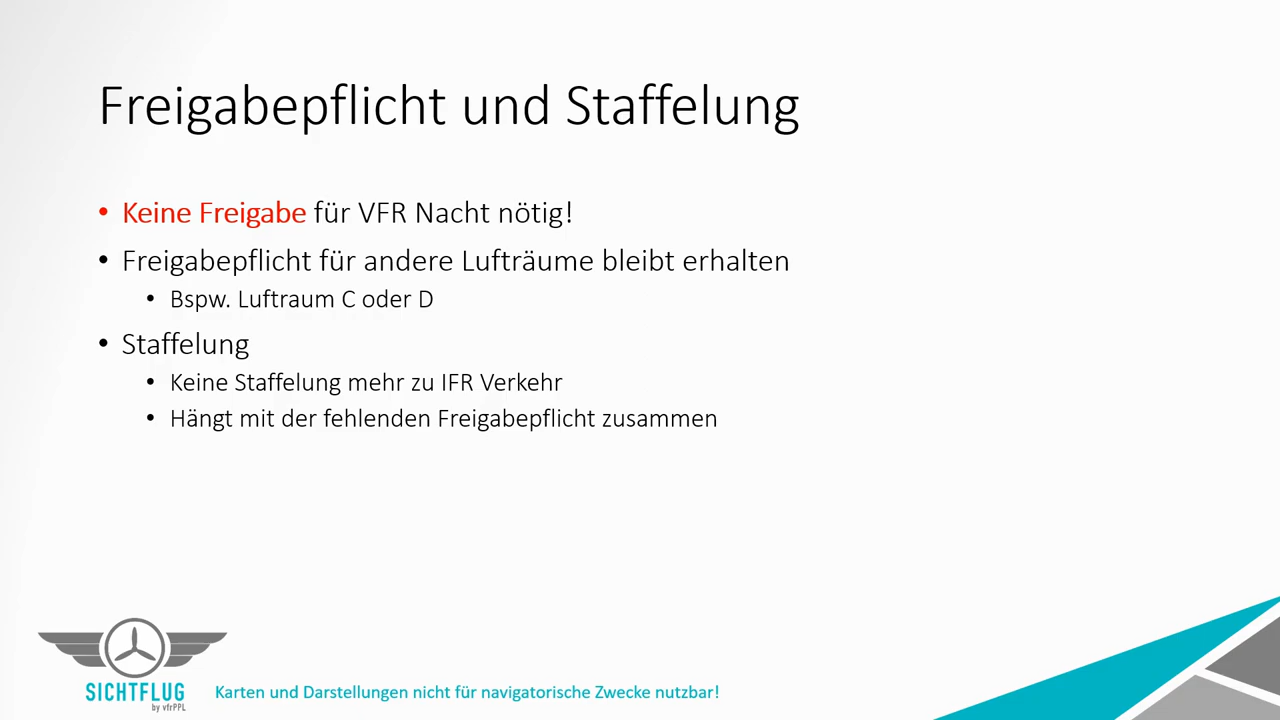 Freigabepflicht und Staffelung
• Keine Freigabe für VFR Nacht nötig!
• Freigabepflicht für andere Lufträume bleibt erhalten
• Bspw. Luftraum C oder D
• Staffelung
• Keine Staffelung mehr zu IFR Verkehr
• Hängt mit der fehlenden Freigabepflicht zusammen
SICHTFLUG
by vfrPPL
Karten und Darstellungen nicht für navigatorische Zwecke nutzbar!